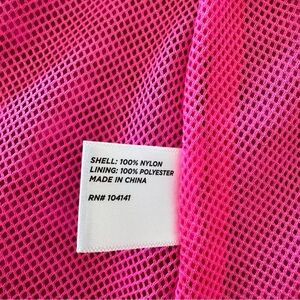 SHELL: 100% NYLON
LINING: 100% POLYESTER
MADE IN CHINA
RN# 104141